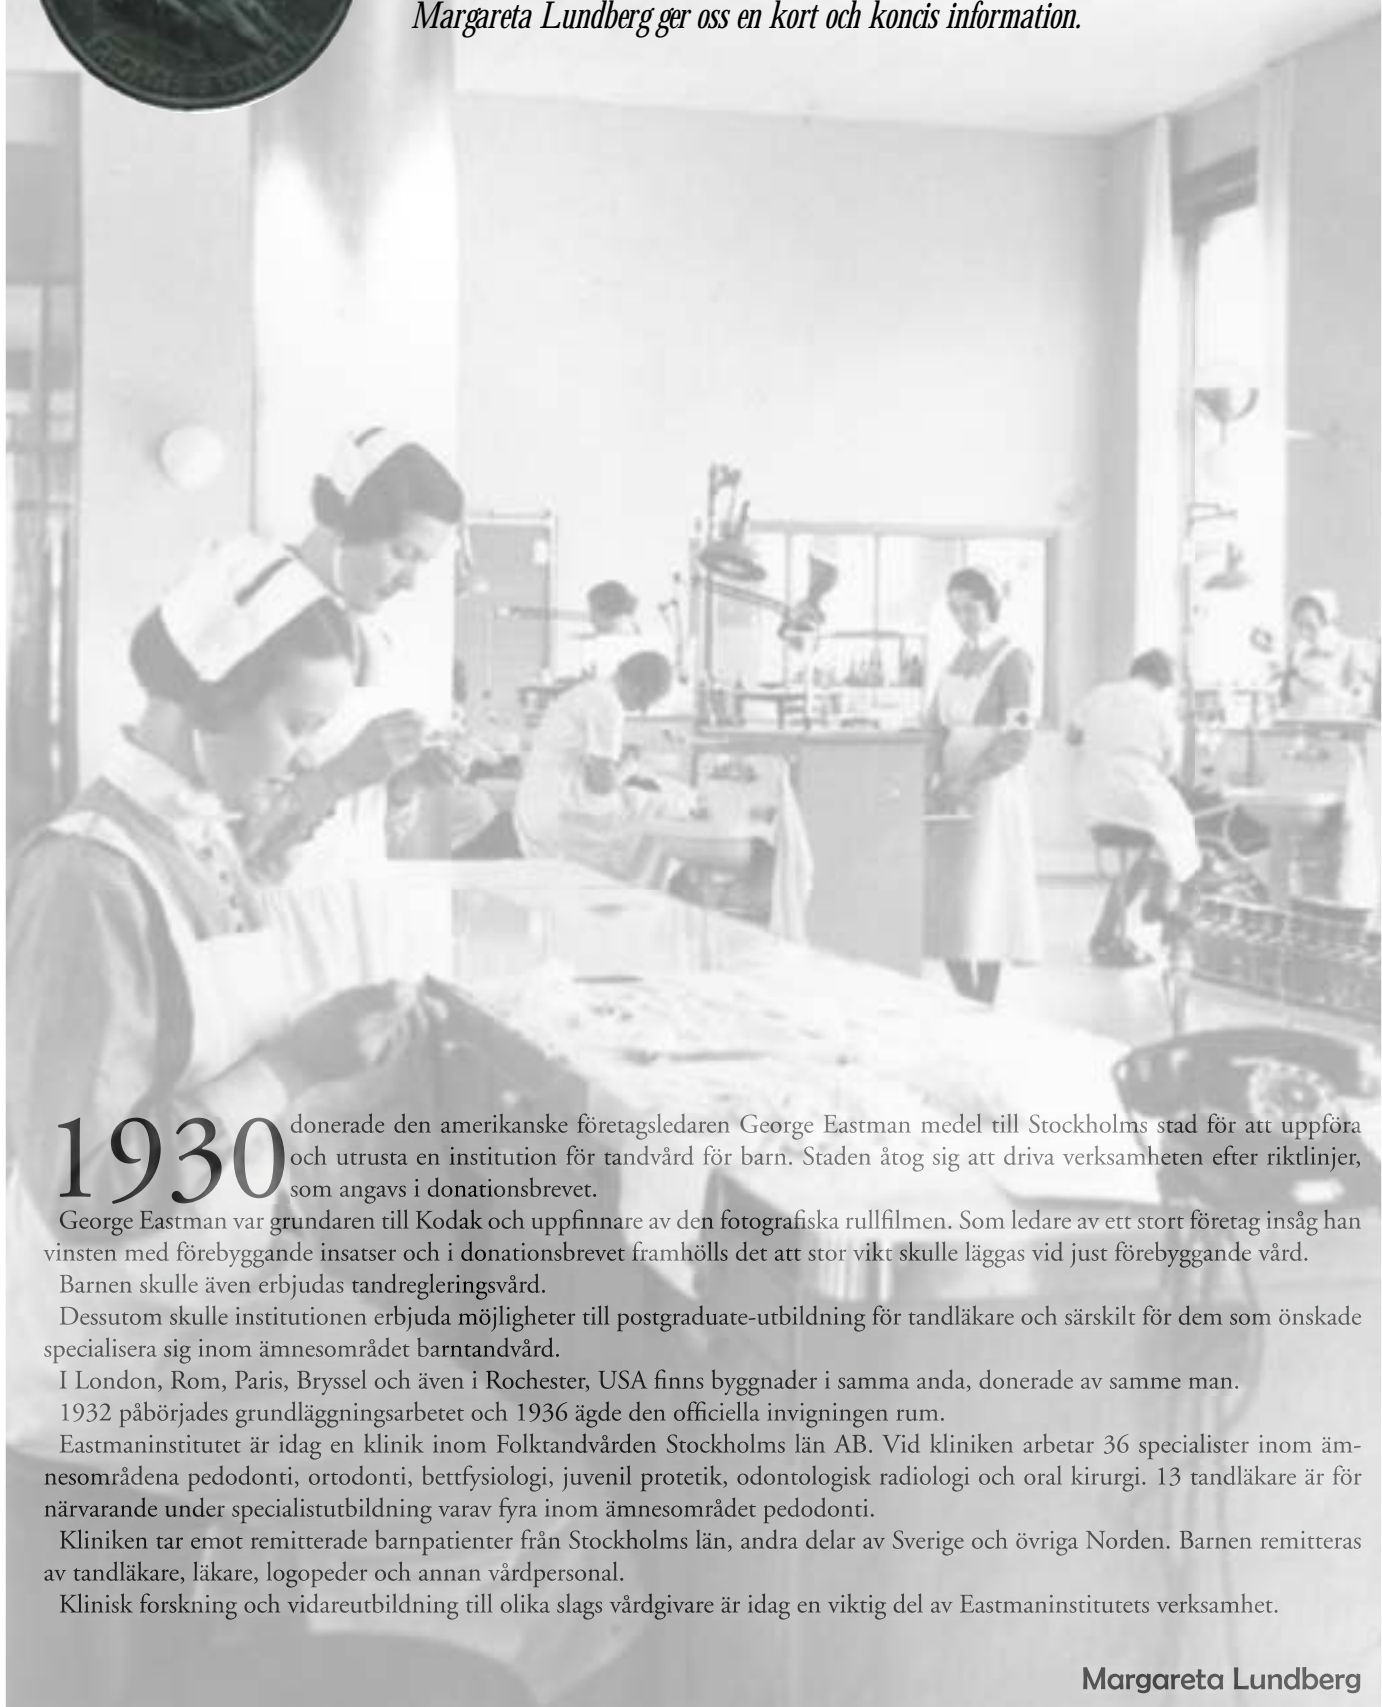 Margareta Lundberg ger oss en kort och koncis information.
1930 donerade den amerikanske företagsledaren George Eastman medel till Stockholms stad för att uppföra
och utrusta en institution för tandvård för barn. Staden åtog sig att driva verksamheten efter riktlinjer,
som angavs i donationsbrevet.
George Eastman var grundaren till Kodak och uppfinnare av den fotografiska rullfilmen. Som ledare av ett stort företag insåg han
vinsten med förebyggande insatser och i donationsbrevet framhölls det att stor vikt skulle läggas vid just förebyggande vård.
Barnen skulle även erbjudas tandregleringsvård.
Dessutom skulle institutionen erbjuda möjligheter till postgraduate-utbildning för tandläkare och särskilt för dem som önskade
specialisera sig inom ämnesområdet barntandvård.
I London, Rom, Paris, Bryssel och även i Rochester, USA finns byggnader i samma anda, donerade av samme man.
1932 påbörjades grundläggningsarbetet och 1936 ägde den officiella invigningen rum.
Eastmaninstitutet är idag en klinik inom Folktandvården Stockholms län AB. Vid kliniken arbetar 36 specialister inom äm-
nesområdena pedodonti, ortodonti, bettfysiologi, juvenil protetik, odontologisk radiologi och oral kirurgi. 13 tandläkare är för
närvarande under specialistutbildning varav fyra inom ämnesområdet pedodonti.
Kliniken tar emot remitterade barnpatienter från Stockholms län, andra delar av Sverige och övriga Norden. Barnen remitteras
av tandläkare, läkare, logopeder och annan vårdpersonal.
Klinisk forskning och vidareutbildning till olika slags vårdgivare är idag en viktig del av Eastmaninstitutets verksamhet.
Margareta Lundberg